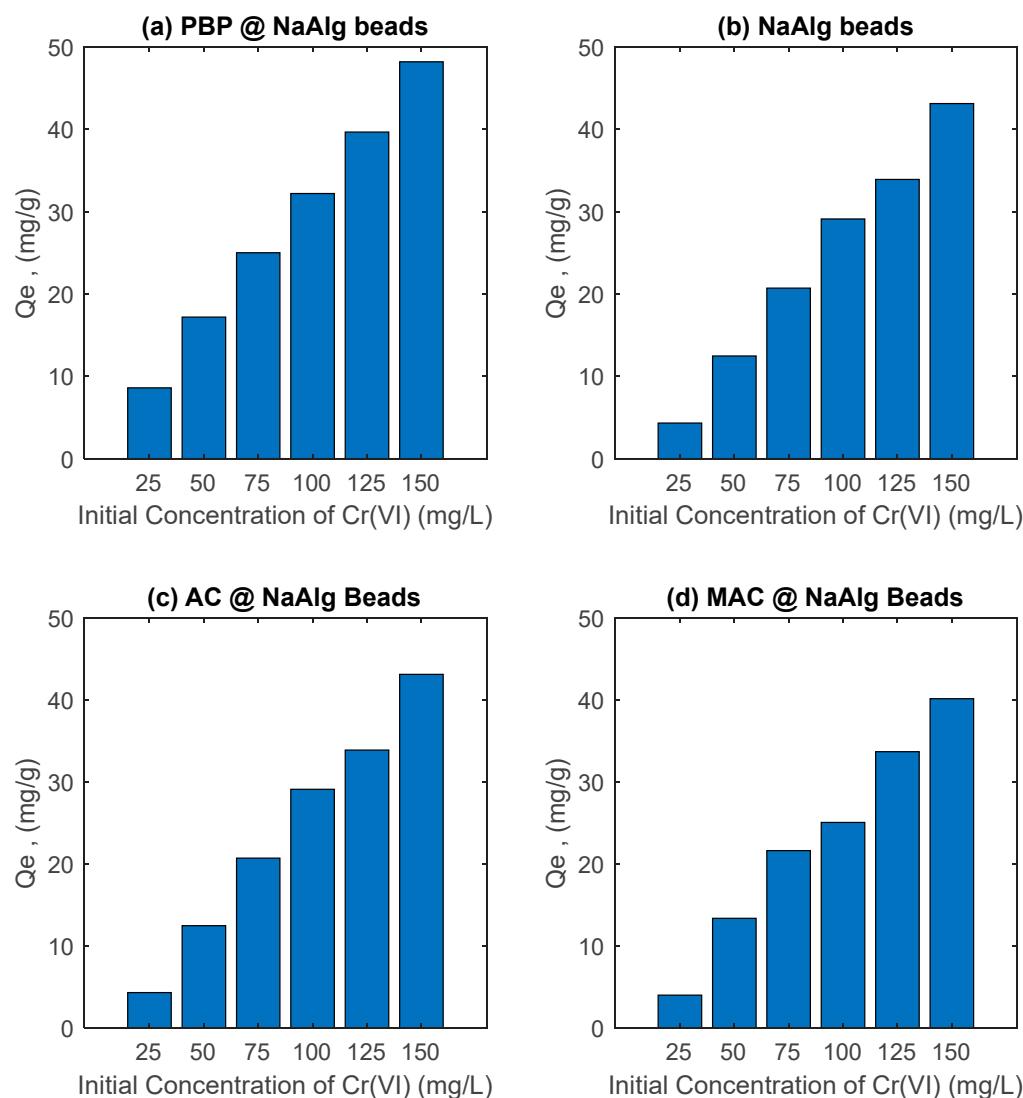 (a) PBP @ NaAlg beads
50
40
30
20
10
0
Qe , (mg/g)
25 50 75 100 125 150
Initial Concentration of Cr(VI) (mg/L)
(b) NaAlg beads
50
40
30
20
10
0
Qe , (mg/g)
25 50 75 100 125 150
Initial Concentration of Cr(VI) (mg/L)
(c) AC @ NaAlg Beads
50
40
30
20
10
0
Qe , (mg/g)
25 50 75 100 125 150
Initial Concentration of Cr(VI) (mg/L)
(d) MAC @ NaAlg Beads
50
40
30
20
10
0
Qe , (mg/g)
25 50 75 100 125 150
Initial Concentration of Cr(VI) (mg/L)